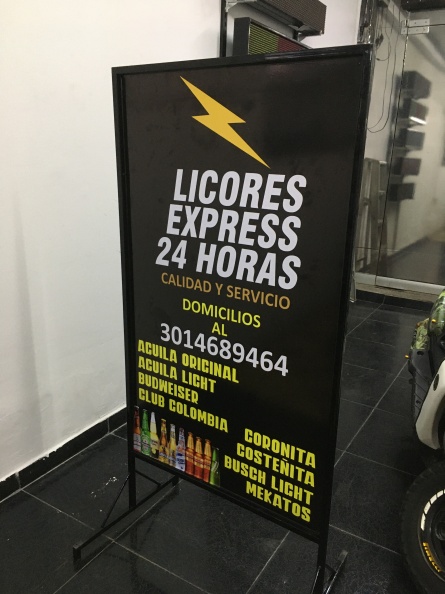 LICORES
EXPRESS
24 HORAS
CALIDAD Y SERVICIO
DOMICILIOS
AL
3014689464
AGUILA ORIGINAL
AGUILA LIGHT
BUDWEISER
CLUB COLOMBIA
CORONITA
COSTEÑITA
BUSCH LIGHT
MEKATOS